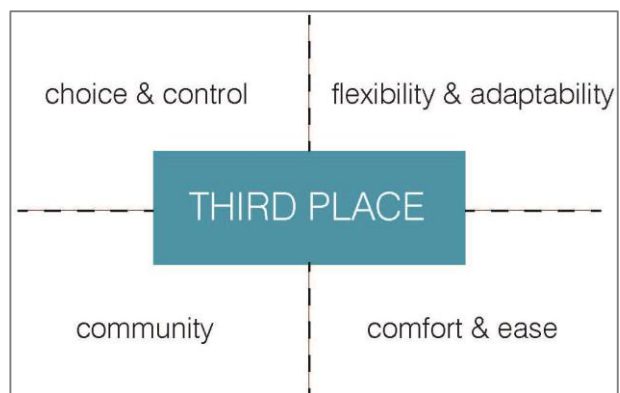 choice & control
flexibility & adaptability
THIRD PLACE
community
comfort & ease